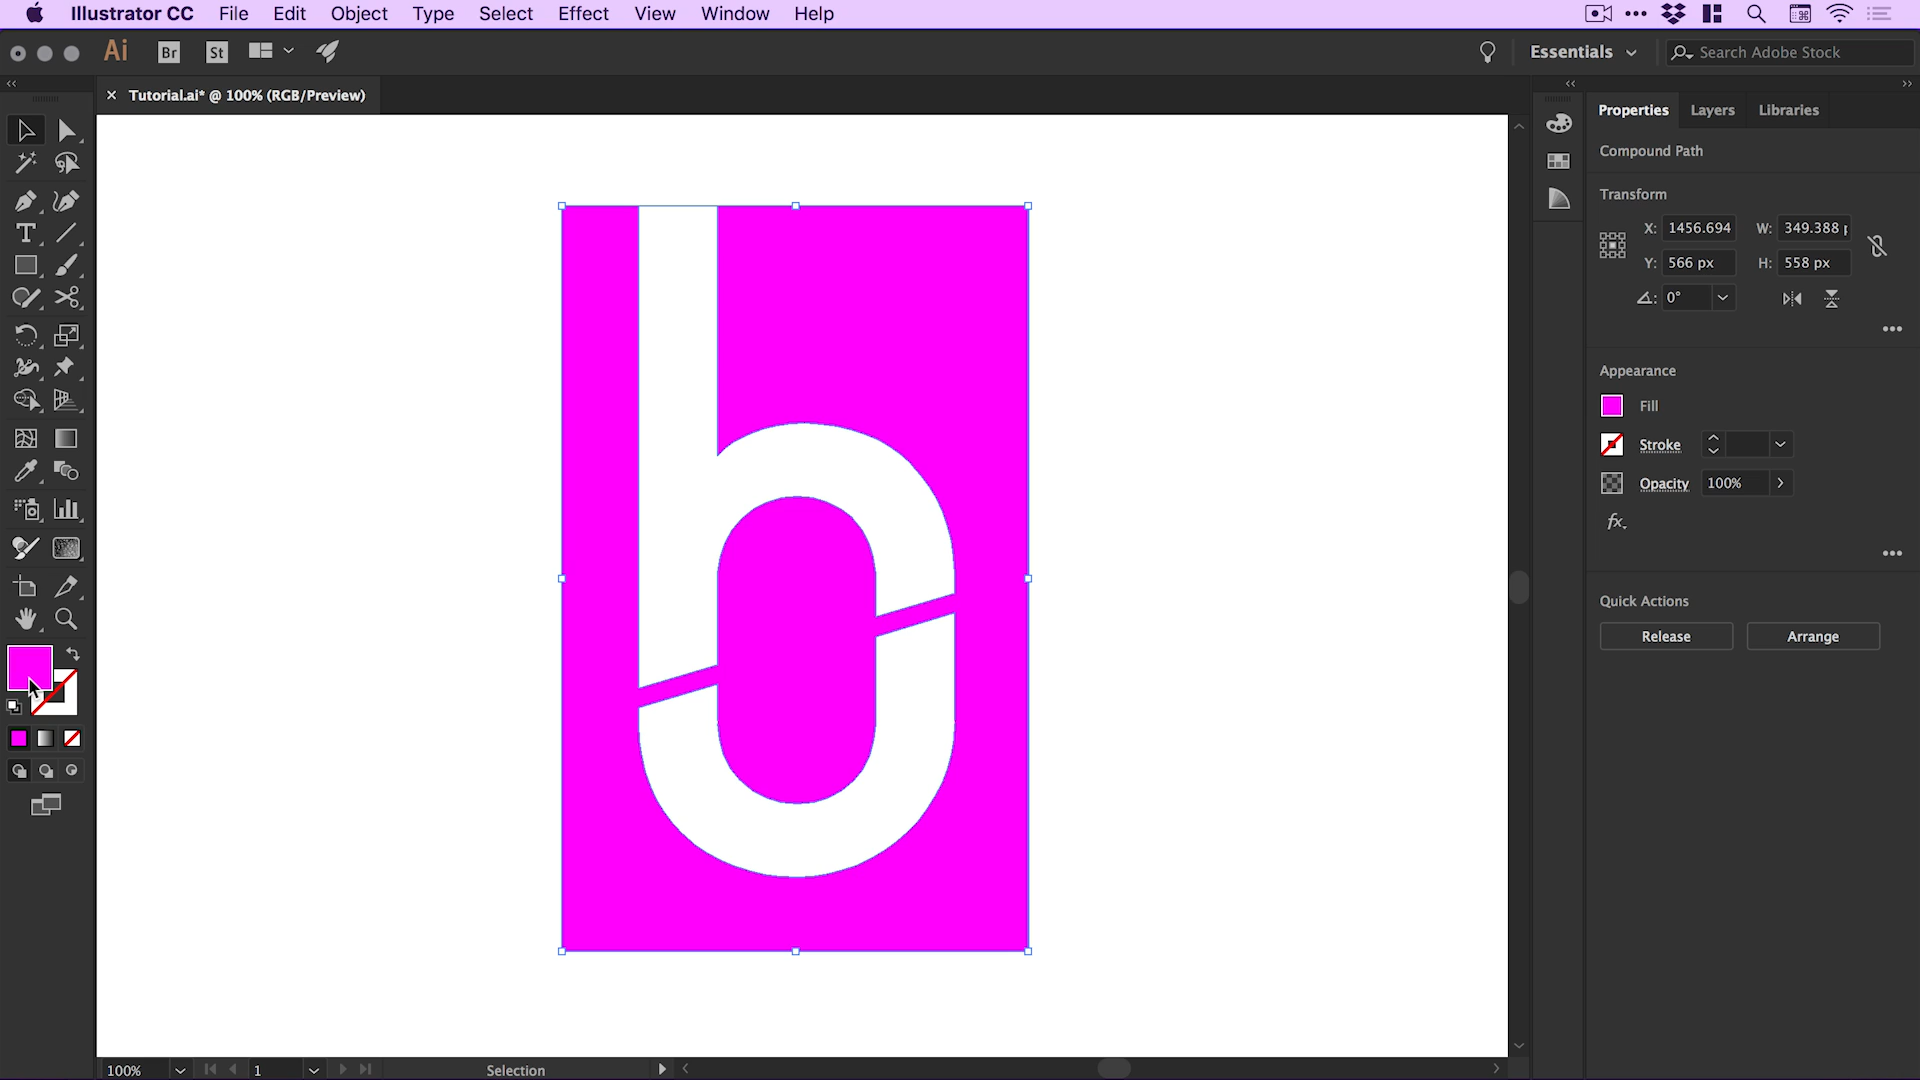 Illustrator CC File Edit Object Type Select Effect View Window Help
Ai Br St Essentials Search Adobe Stock
Tutorial.ai* @ 100% (RGB/Preview)
Properties Layers Libraries
Compound Path
Transform
X: 1456.694 W: 349.388 p
Y: 566 px H: 558 px
0°
Appearance
Fill
Stroke
Opacity 100%
fx.
Quick Actions
Release Arrange
b
100% 1 Selection